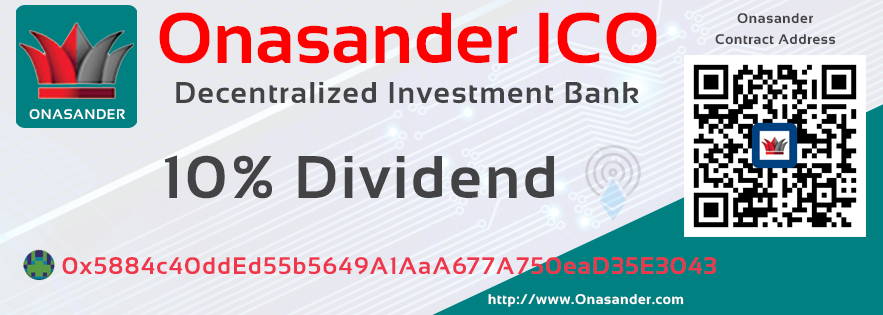 Onasander ICO
Decentralized Investment Bank
ONASANDER
10% Dividend
Onasander
Contract Address
0x5884c40ddEd55b5649A1AaA677A750eaD35E3043
http://www.Onasander.com